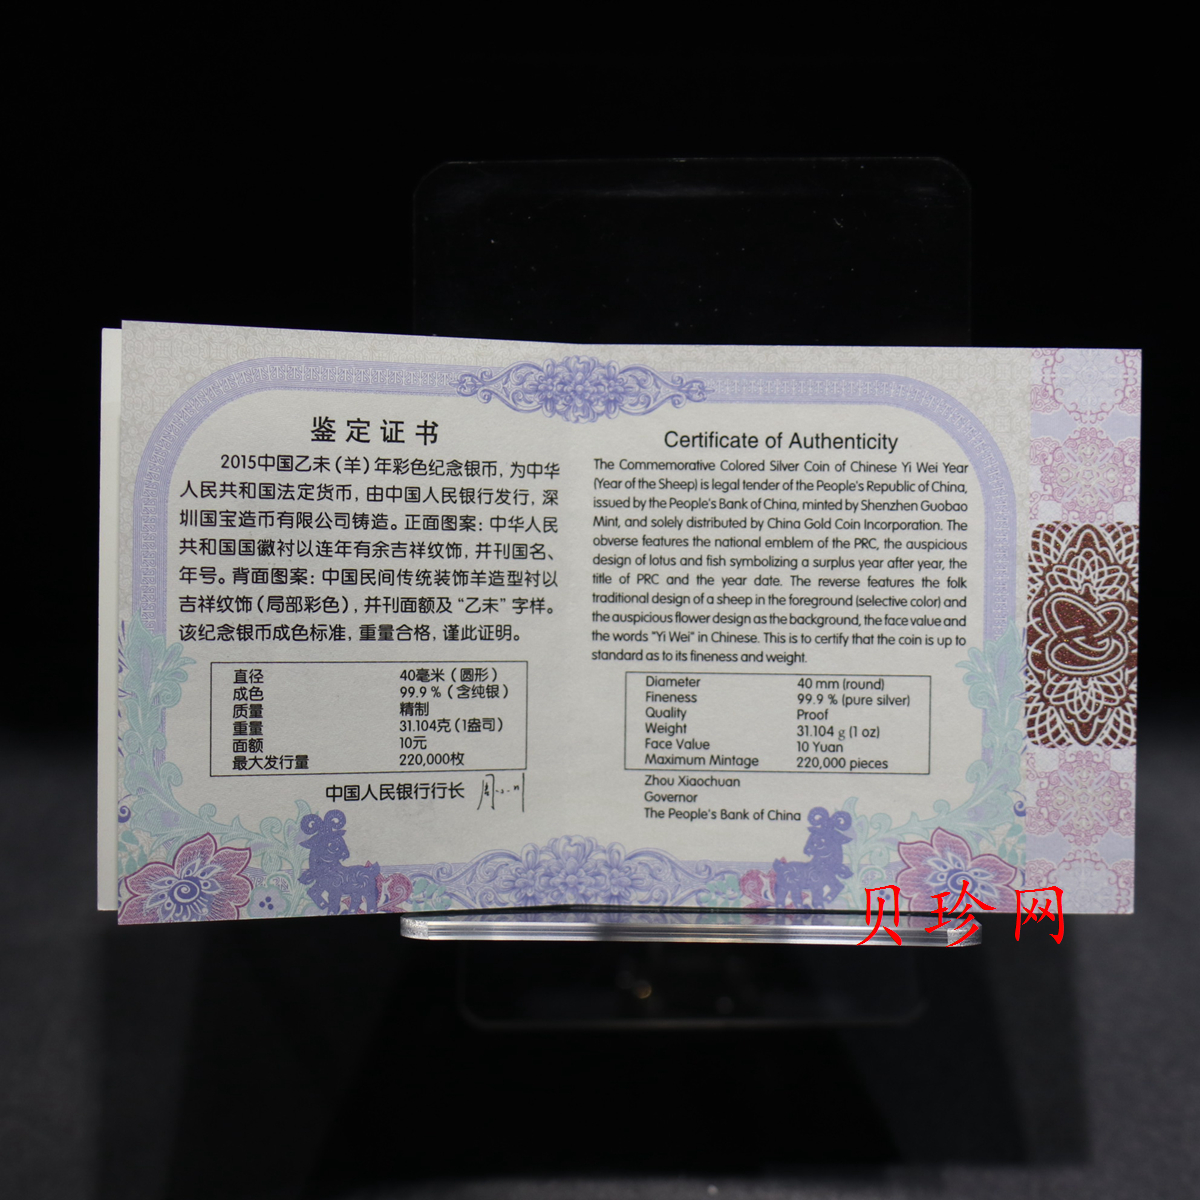 鉴定证书
2015中国乙未（羊）年彩色纪念银币，为中华
人民共和国法定货币，由中国人民银行发行，深
圳国宝造币有限公司铸造。正面图案：中华人民
共和国国徽衬以连年有余吉祥纹饰，并刊国名、
年号。背面图案：中国民间传统装饰羊造型衬以
吉祥纹饰（局部彩色），并刊面额及“乙未”字样。
该纪念银币成色标准，重量合格，谨此证明。
直径 40毫米（圆形）
成色 99.9％（含纯银）
质量 精制
重量 31.104克（1盎司）
面额 10元
最大发行量 220,000枚
中国人民银行行长
Certificate of Authenticity
The Commemorative Colored Silver Coin of Chinese Yi Wei Year
(Year of the Sheep) is legal tender of the People's Republic of China,
issued by the People's Bank of China, minted by Shenzhen Guobao
Mint, and solely distributed by China Gold Coin Incorporation. The
obverse features the national emblem of the PRC, the auspicious
design of lotus and fish symbolizing a surplus year after year, the
title of PRC and the year date. The reverse features the folk
traditional design of a sheep in the foreground (selective color) and
the auspicious flower design as the background, the face value and
the words "Yi Wei" in Chinese. This is to certify that the coin is up to
standard as to its fineness and weight.
Diameter 40 mm (round)
Fineness 99.9 % (pure silver)
Quality Proof
Weight 31.104 g (1 oz)
Face Value 10 Yuan
Maximum Mintage 220,000 pieces
Zhou Xiaochuan
Governor
The People's Bank of China
贝珍网